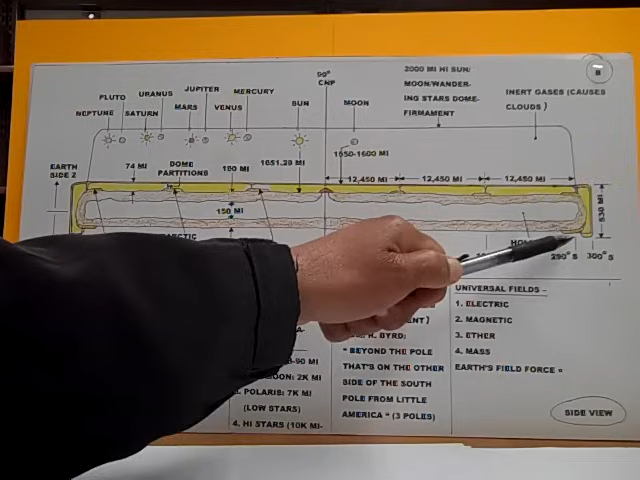 B
90°
CNP
2000 MI HI SUN/
MOON/WANDER-
ING STARS DOME-
FIRMAMENT
INERT GASES (CAUSES
CLOUDS)
PLUTO
URANUS
JUPITER
MERCURY
NEPTUNE
SATURN
MARS
VENUS
SUN
MOON
EARTH
SIDE 2
74 MI
DOME
PARTITIONS
180 MI
1651.29 MI
1550-1600 MI
12,450 MI
12,450 MI
12,450 MI
150 MI
630 MI
290° S
300° S
UNIVERSAL FIELDS -
1. ELECTRIC
2. MAGNETIC
3. ETHER
4. MASS
EARTH'S FIELD FORCE =
BYRD:
" BEYOND THE POLE
THAT'S ON THE OTHER
SIDE OF THE SOUTH
POLE FROM LITTLE
AMERICA " (3 POLES)
-90 MI
MOON: 2K MI
POLARIS: 7K MI
(LOW STARS)
4. HI STARS (10K MI-
SIDE VIEW